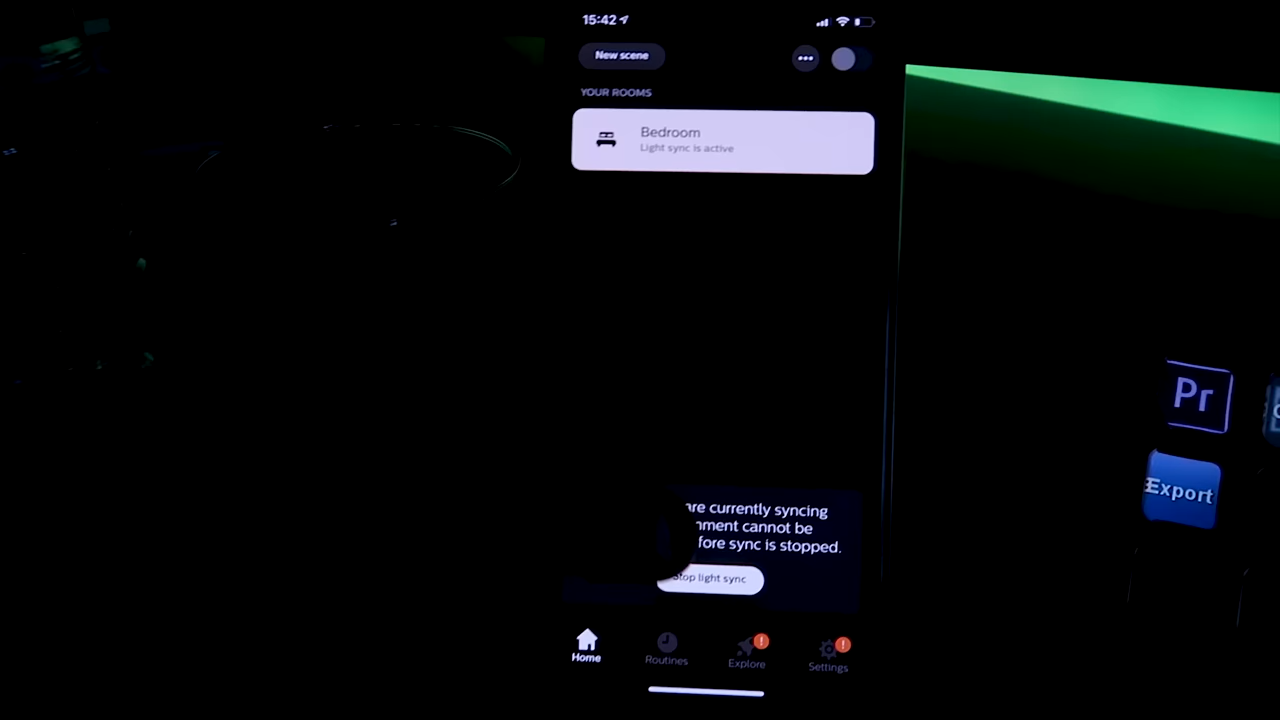 15:42
New scene
YOUR ROOMS
Bedroom
Light sync is active
are currently syncing
nment cannot be
fore sync is stopped.
Stop light sync
Home
Routines
Explore
!
Settings
!
Pr
Export